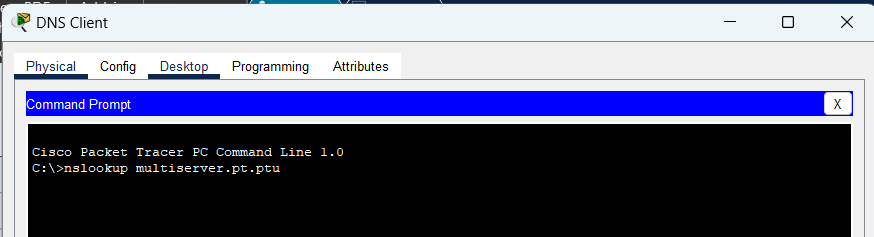 DNS Client
Physical Config Desktop Programming Attributes
Command Prompt X
Cisco Packet Tracer PC Command Line 1.0
C:\>nslookup multiserver.pt.ptu